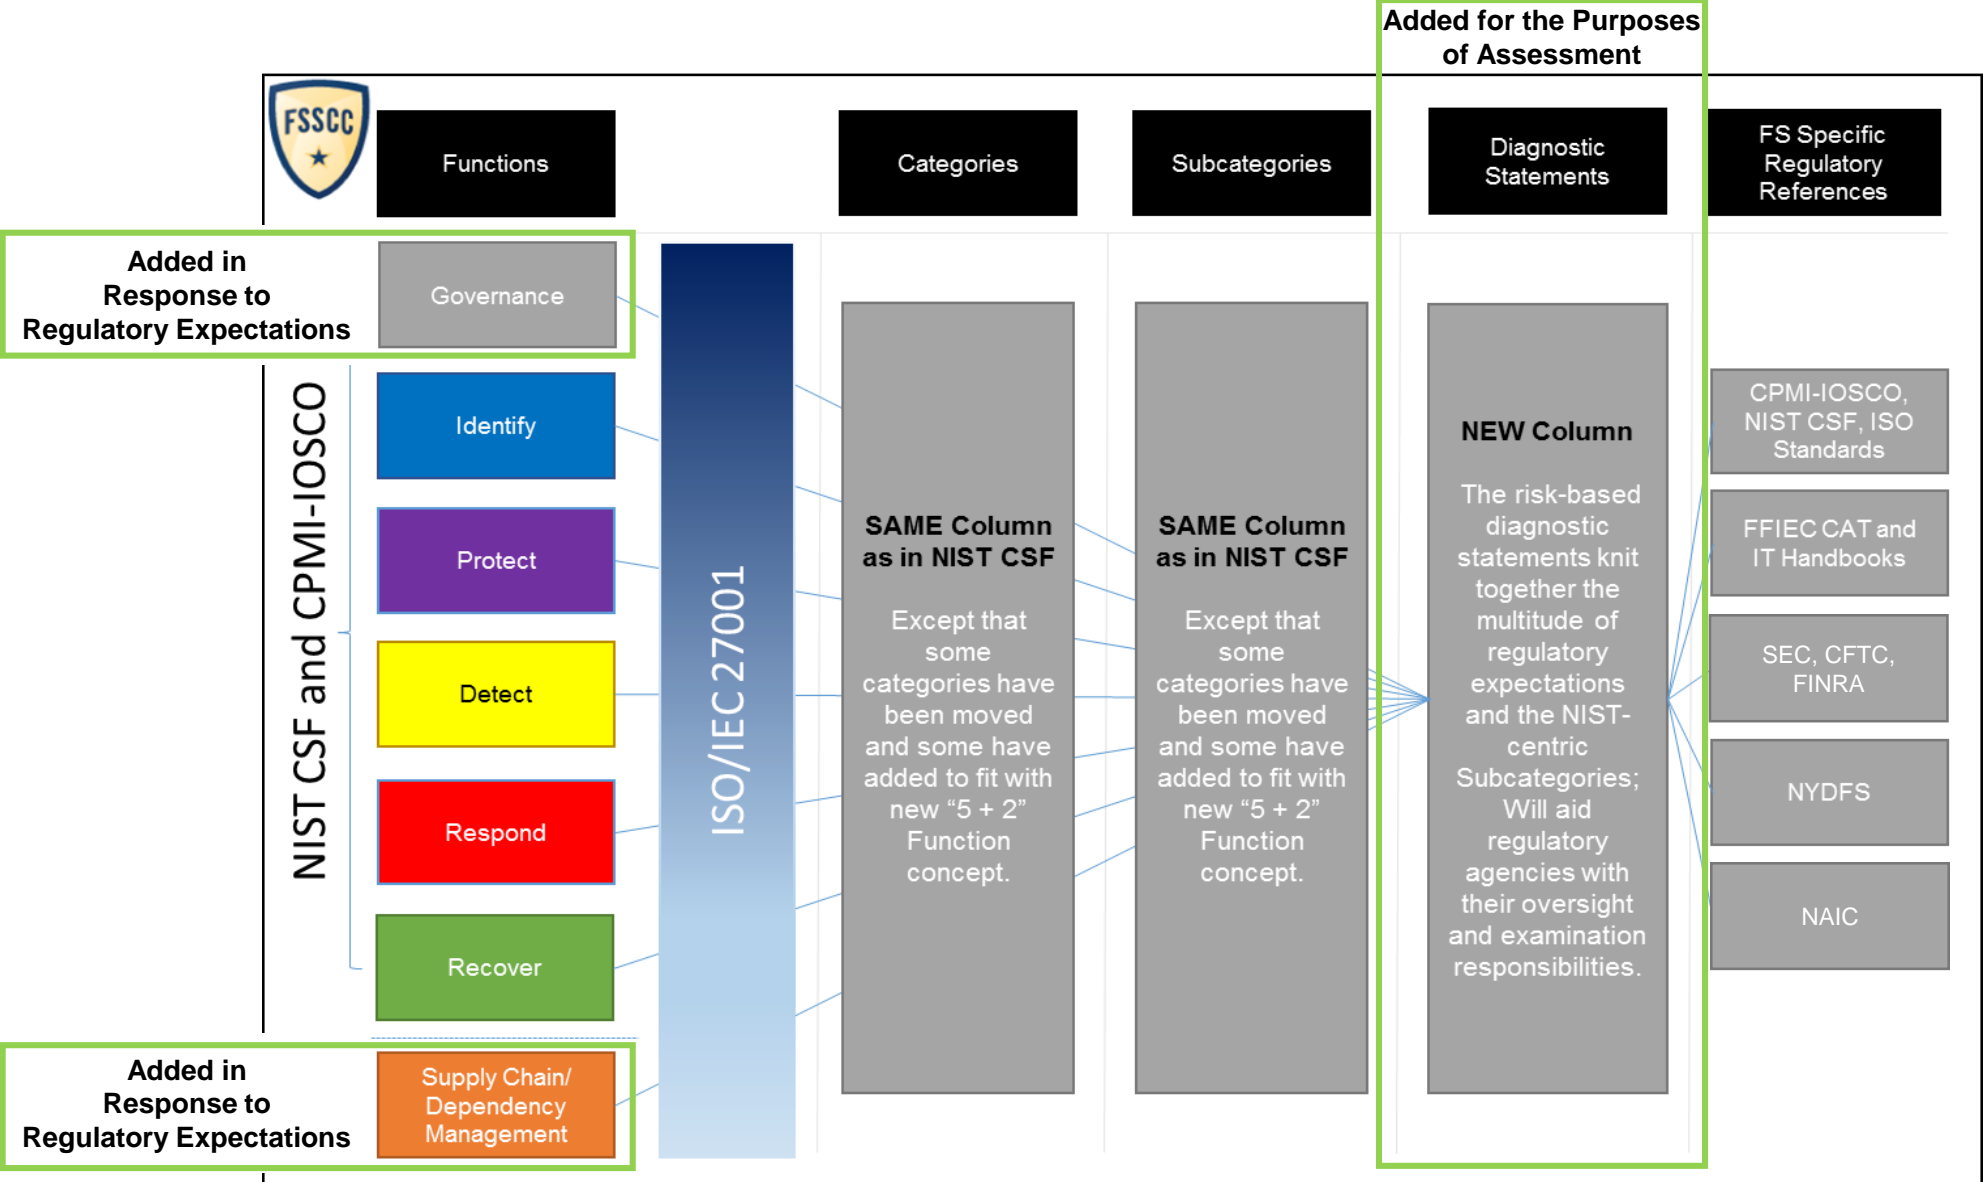 Added for the Purposes
of Assessment
FSSCC
Functions
Categories
Subcategories
Diagnostic
Statements
FS Specific
Regulatory
References
Added in
Response to
Regulatory Expectations
Governance
NIST CSF and CPMI-IOSCO
Identify
Protect
Detect
Respond
Recover
Added in
Response to
Regulatory Expectations
Supply Chain/
Dependency
Management
ISO/IEC 27001
SAME Column
as in NIST CSF
Except that
some
categories have
been moved
and some have
added to fit with
new “5 + 2”
Function
concept.
SAME Column
as in NIST CSF
Except that
some
categories have
been moved
and some have
added to fit with
new “5 + 2”
Function
concept.
NEW Column
The risk-based
diagnostic
statements knit
together the
multitude of
regulatory
expectations
and the NIST-
centric
Subcategories;
Will aid
regulatory
agencies with
their oversight
and examination
responsibilities.
CPMI-IOSCO,
NIST CSF, ISO
Standards
FFIEC CAT and
IT Handbooks
SEC, CFTC,
FINRA
NYDFS
NAIC